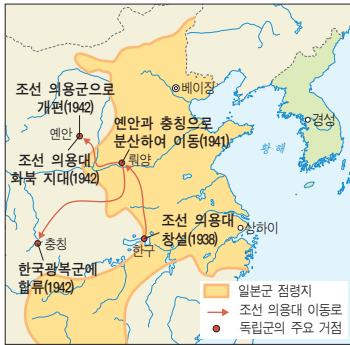 조선 의용군으로
개편(1942)
베이징
옌안
옌안과 충칭으로
분산하여 이동(1941)
경성
조선 의용대
화북 지대(1942)
뤄양
황해
조선 의용대
창설(1938)
상하이
충칭
한구
한국광복군에
합류(1942)
일본군 점령지
조선 의용대 이동로
독립군의 주요 거점